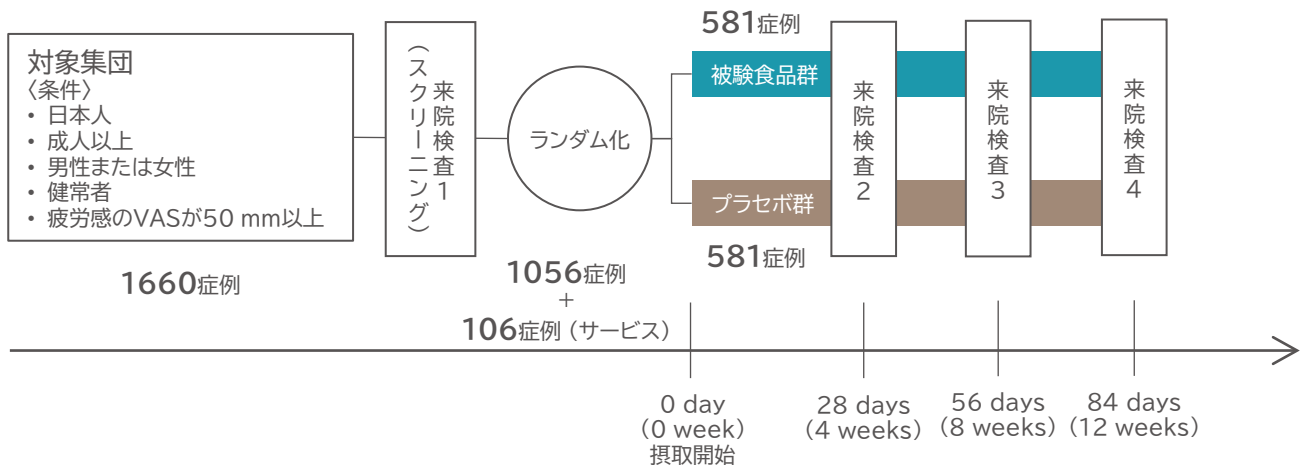 対象集団
〈条件〉
• 日本人
• 成人以上
• 男性または女性
• 健常者
• 疲労感のVASが50 mm以上
1660症例
来院検査1
(スクリーニング)
ランダム化
1056症例
+
106症例（サービス）
581症例
被験食品群
プラセボ群
581症例
来院検査2
来院検査3
来院検査4
0 day
(0 week)
摂取開始
28 days
(4 weeks)
56 days
(8 weeks)
84 days
(12 weeks)